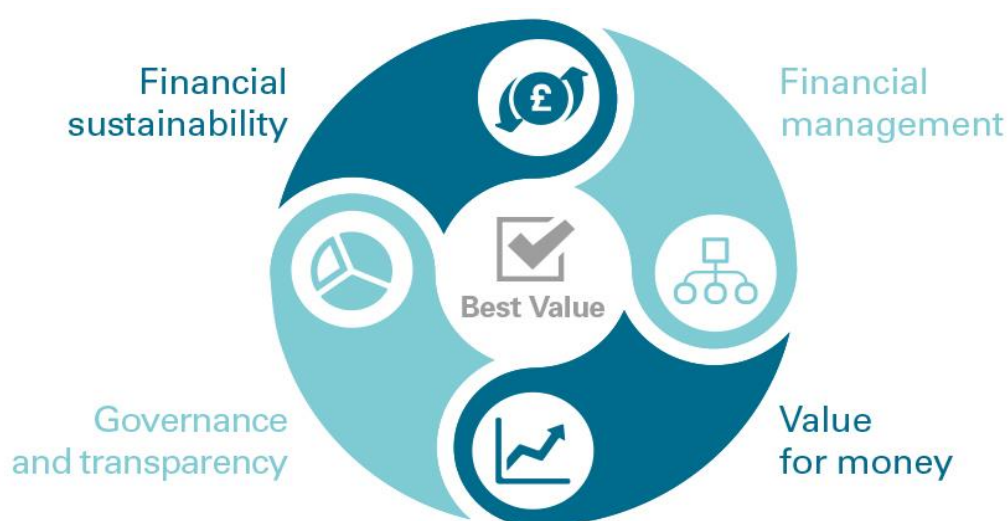 Financial
sustainability
£
Financial
management
Best Value
Governance
and transparency
Value
for money